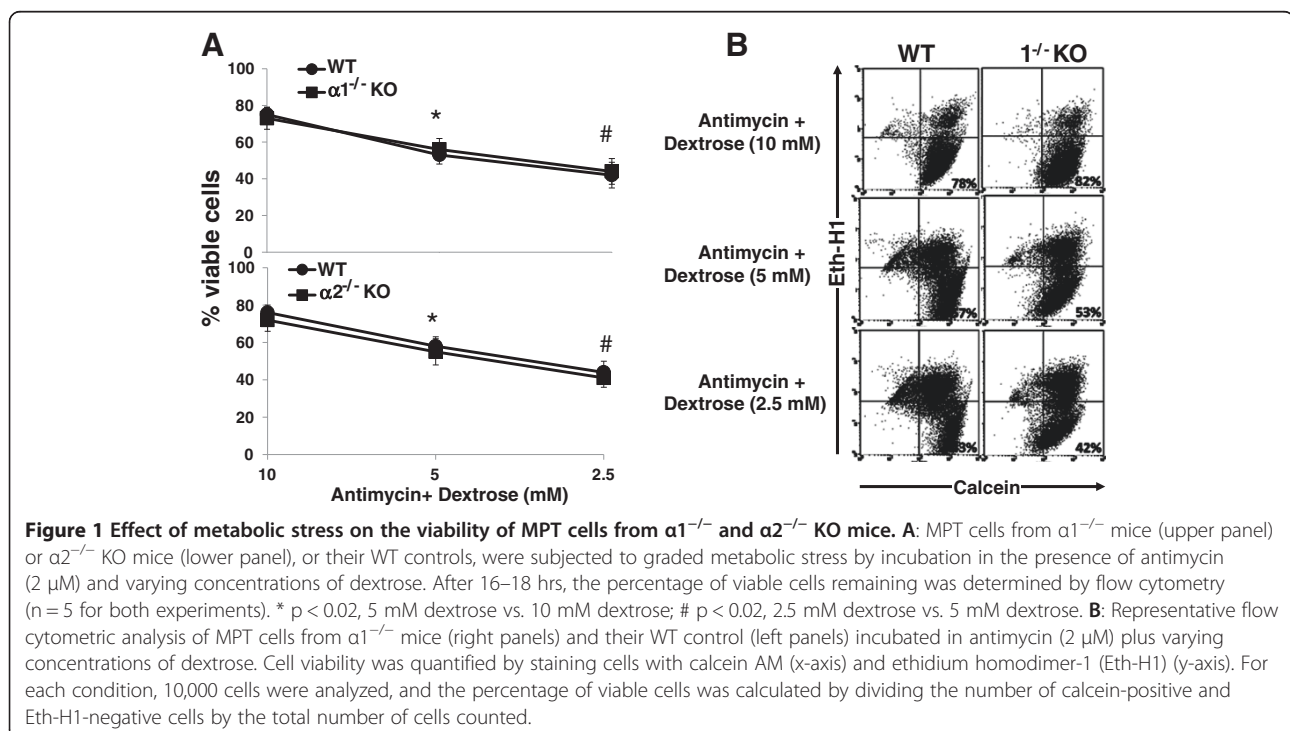 A
WT
α1-/- KO
100
80
60
40
20
0
*
#
WT
α2-/- KO
100
80
60
40
20
0
*
#
% viable cells
10
5
2.5
Antimycin+ Dextrose (mM)
B
WT
1-/- KO
Antimycin +
Dextrose (10 mM)
78%
82%
Antimycin +
Dextrose (5 mM)
53%
Antimycin +
Dextrose (2.5 mM)
42%
Eth-H1
Calcein
Figure 1 Effect of metabolic stress on the viability of MPT cells from α1−/− and α2−/− KO mice. A: MPT cells from α1−/− mice (upper panel)
or α2−/− KO mice (lower panel), or their WT controls, were subjected to graded metabolic stress by incubation in the presence of antimycin
(2 μM) and varying concentrations of dextrose. After 16–18 hrs, the percentage of viable cells remaining was determined by flow cytometry
(n = 5 for both experiments). * p < 0.02, 5 mM dextrose vs. 10 mM dextrose; # p < 0.02, 2.5 mM dextrose vs. 5 mM dextrose. B: Representative flow
cytometric analysis of MPT cells from α1−/− mice (right panels) and their WT control (left panels) incubated in antimycin (2 μM) plus varying
concentrations of dextrose. Cell viability was quantified by staining cells with calcein AM (x-axis) and ethidium homodimer-1 (Eth-H1) (y-axis). For
each condition, 10,000 cells were analyzed, and the percentage of viable cells was calculated by dividing the number of calcein-positive and
Eth-H1-negative cells by the total number of cells counted.